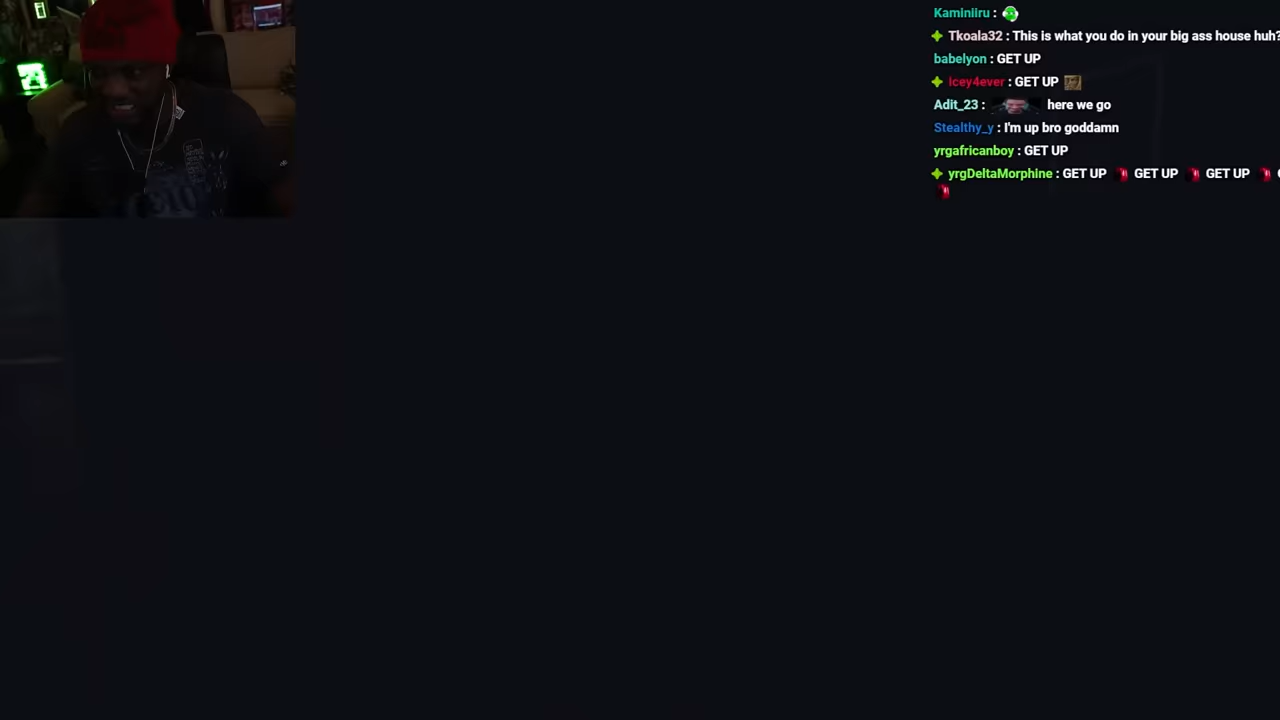 Kaminiiru :
Tkoala32 : This is what you do in your big ass house huh?
babelyon : GET UP
icey4ever : GET UP
Adit_23 : here we go
Stealthy_y : I'm up bro goddamn
yrgafricanboy : GET UP
yrgDeltaMorphine : GET UP GET UP GET UP